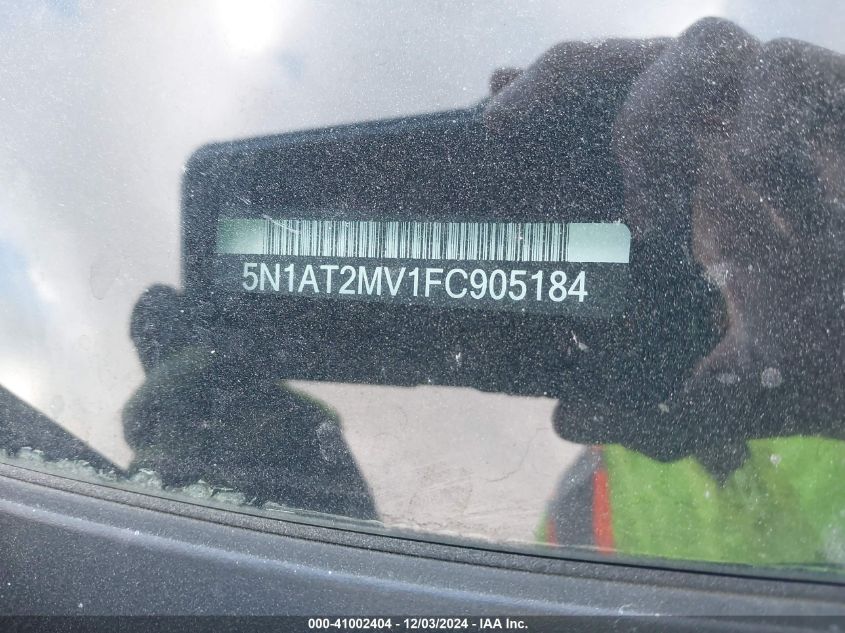 5N1AT2MV1FC905184
000-41002404 | 12/03/2024 - IAA Inc.